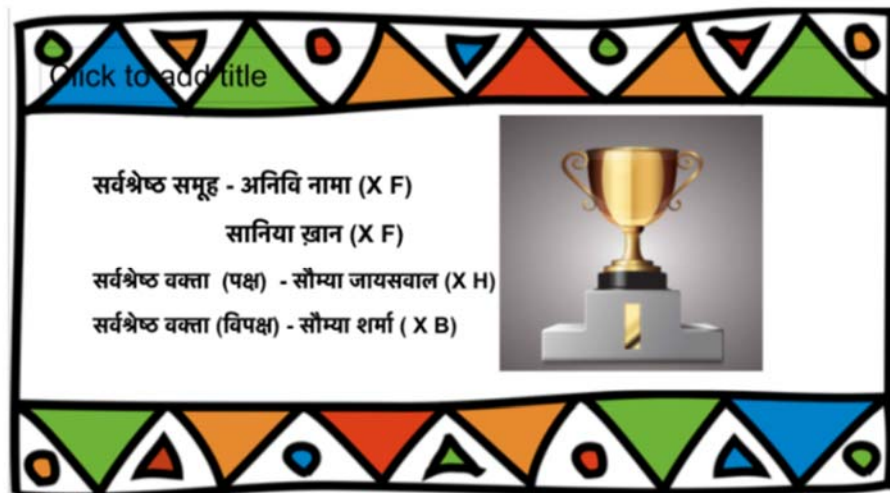 Click to add title
सर्वश्रेष्ठ समूह - अनिवि नामा (X F)
सानिया ख़ान (X F)
सर्वश्रेष्ठ वक्ता (पक्ष) - सौम्या जायसवाल (X H)
सर्वश्रेष्ठ वक्ता (विपक्ष) - सौम्या शर्मा ( X B)